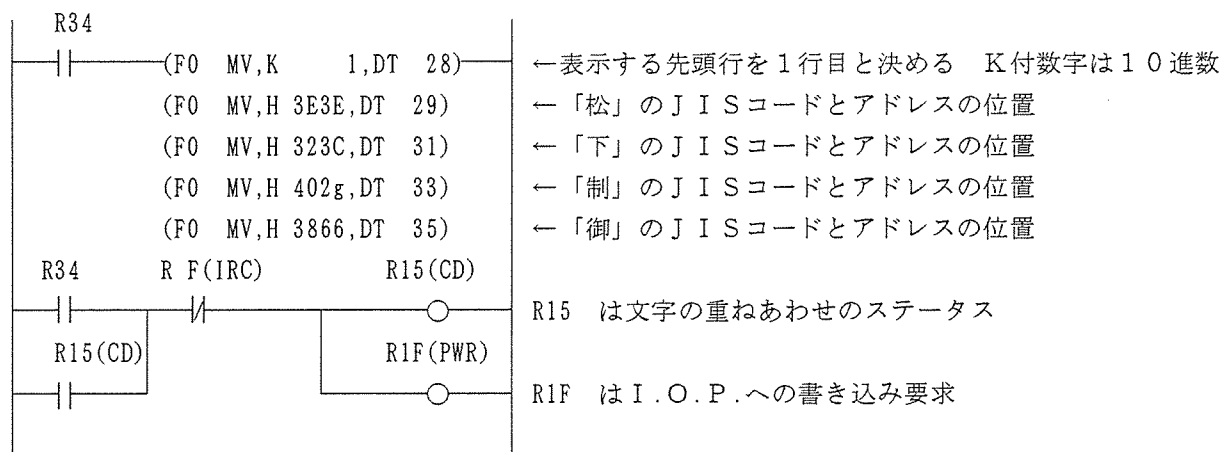 R34
(F0 MV,K 1,DT 28) ←表示する先頭行を1行目と決める K付数字は10進数
(F0 MV,H 3E3E,DT 29) ←「松」のJISコードとアドレスの位置
(F0 MV,H 323C,DT 31) ←「下」のJISコードとアドレスの位置
(F0 MV,H 402g,DT 33) ←「制」のJISコードとアドレスの位置
(F0 MV,H 3866,DT 35) ←「御」のJISコードとアドレスの位置
R34 R F(IRC) R15(CD)
R15 は文字の重ねあわせのステータス
R15(CD) R1F(PWR)
R1F はI.O.P.への書き込み要求